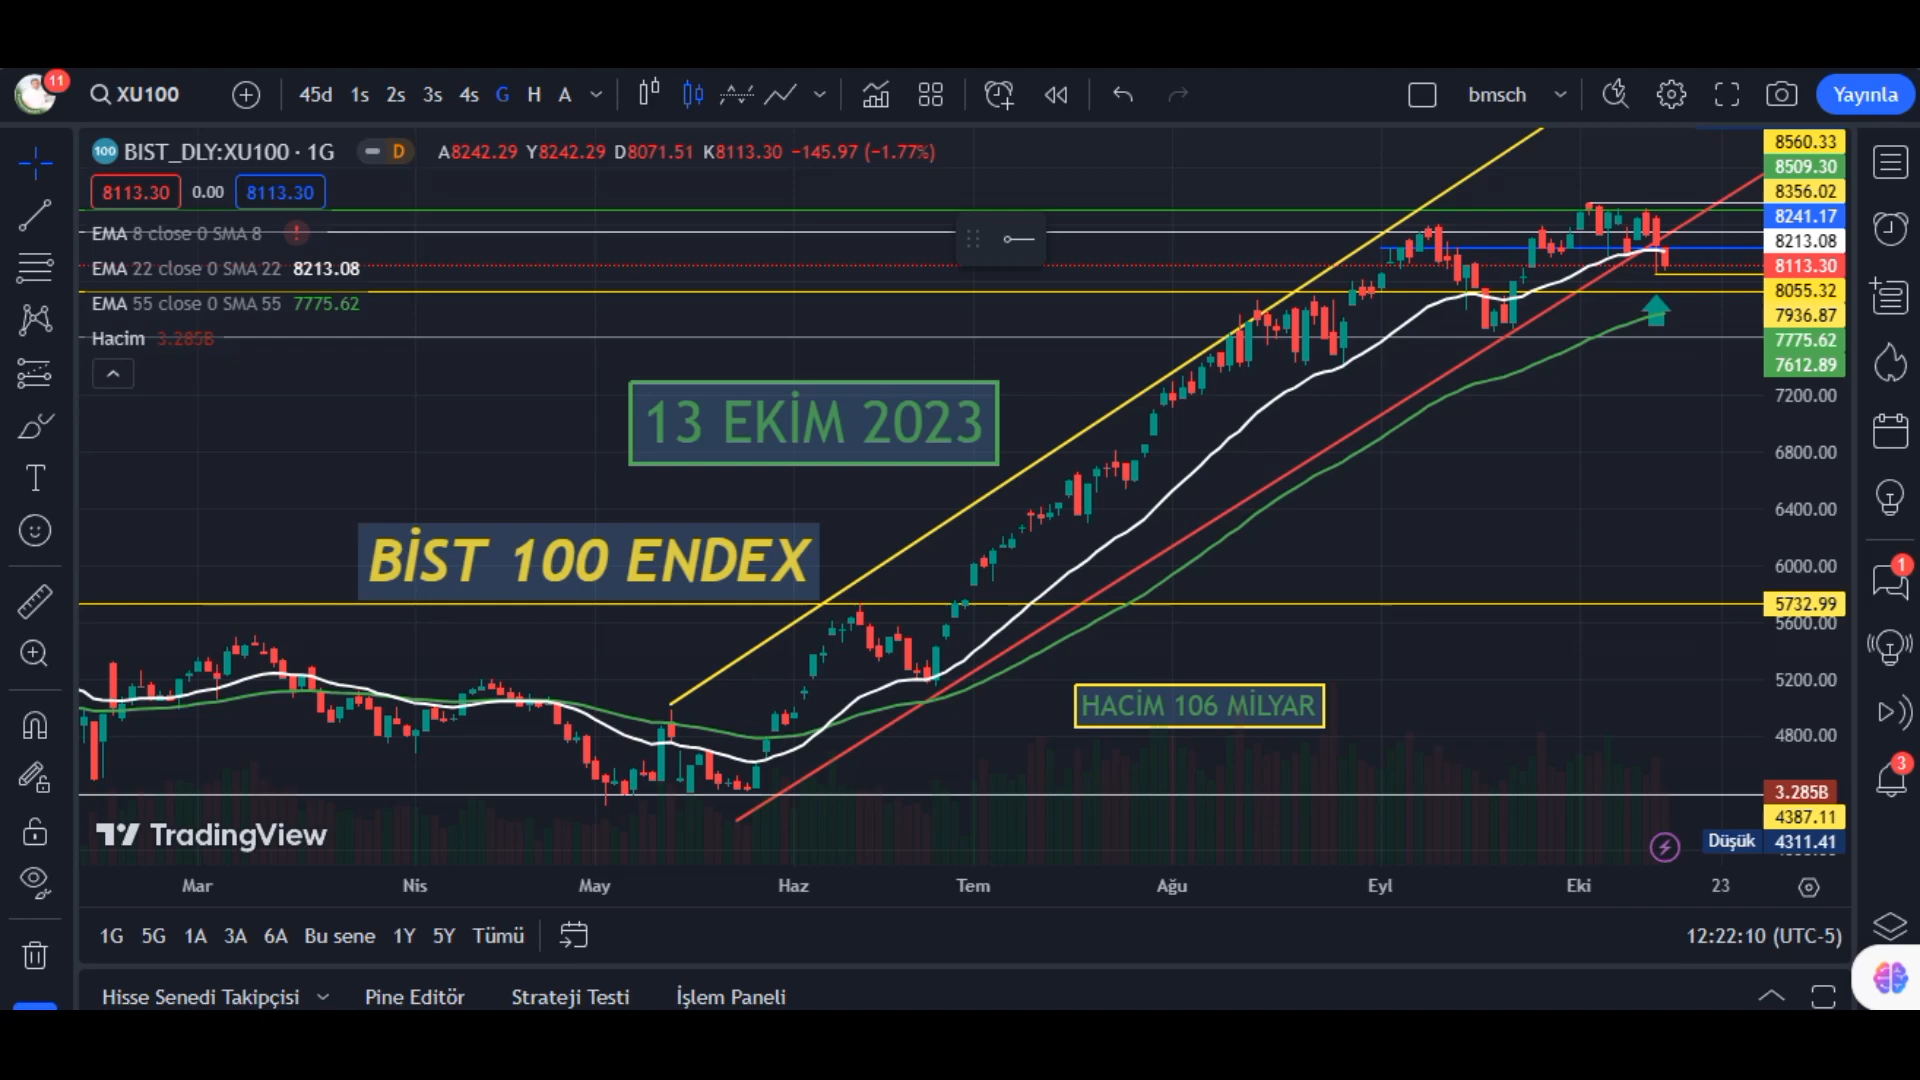 11
XU100
45d 1s 2s 3s 4s G H A
bmsch
Yayınla
100 BIST_DLY:XU100 · 1G
D
A8242.29 Y8242.29 D8071.51 K8113.30 −145.97 (−1.77%)
8113.30 0.00 8113.30
EMA 8 close 0 SMA 8 !
EMA 22 close 0 SMA 22 8213.08
EMA 55 close 0 SMA 55 7775.62
Hacim 3.285B
13 EKİM 2023
BİST 100 ENDEX
HACİM 106 MİLYAR
TradingView
8560.33
8509.30
8356.02
8241.17
8213.08
8113.30
8055.32
7936.87
7775.62
7612.89
7200.00
6800.00
6400.00
6000.00
5732.99
5600.00
5200.00
4800.00
3.285B
4387.11
Düşük 4311.41
1
3
Mar Nis May Haz Tem Ağu Eyl Eki 23
1G 5G 1A 3A 6A Bu sene 1Y 5Y Tümü
12:22:10 (UTC-5)
Hisse Senedi Takipçisi Pine Editör Strateji Testi İşlem Paneli